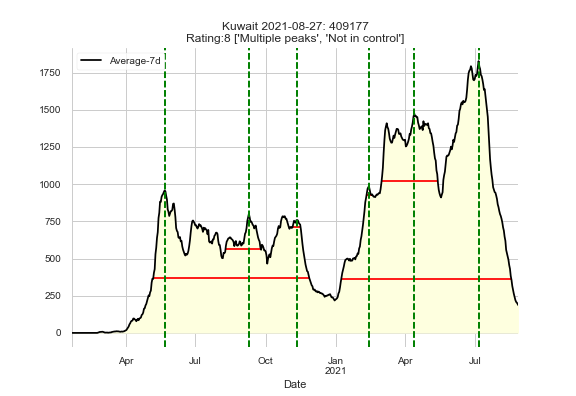 Kuwait 2021-08-27: 409177
Rating:8 ['Multiple peaks', 'Not in control']
Average-7d
1750
1500
1250
1000
750
500
250
0
Apr Jul Oct Jan Apr Jul
2021
Date